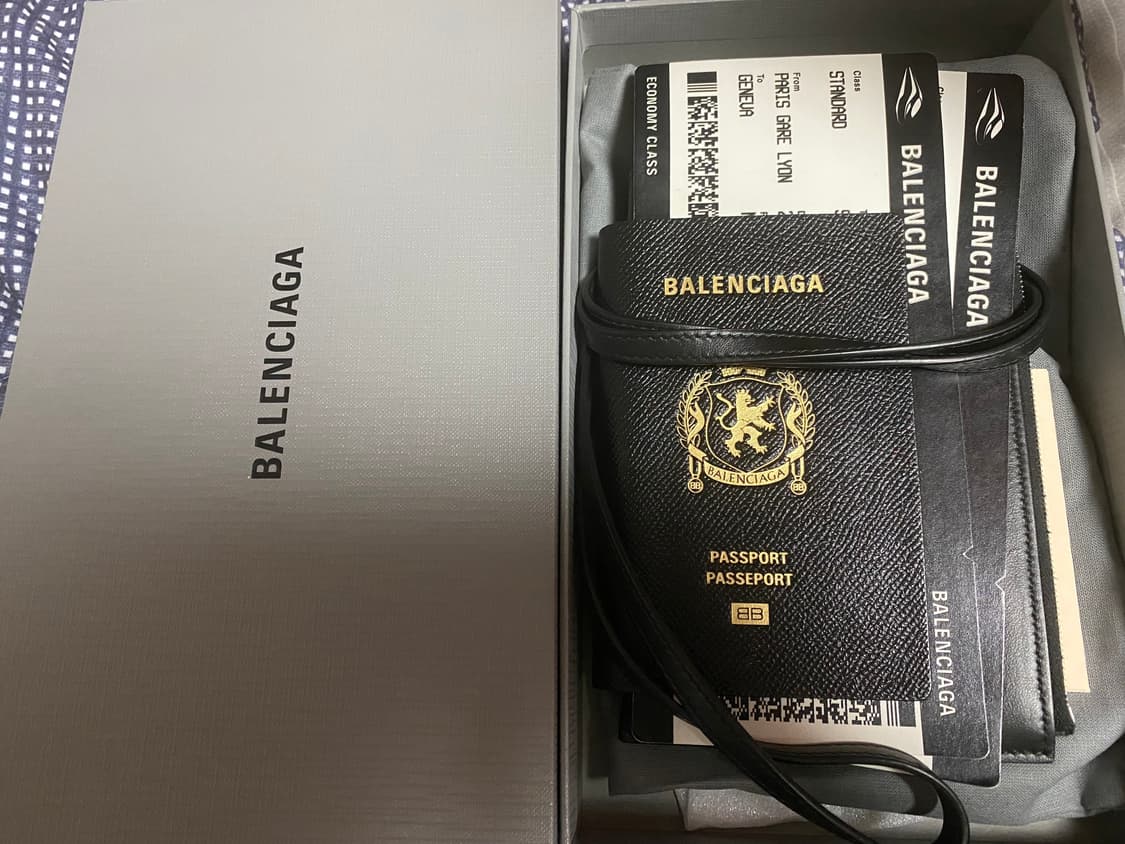 BALENCIAGA
ECONOMY CLASS
Class
STANDARD
From
PARIS GARE LYON
To
GENEVA
BALENCIAGA
BALENCIAGA
BALENCIAGA
BALENCIAGA
PASSPORT
PASSEPORT
BB
BALENCIAGA